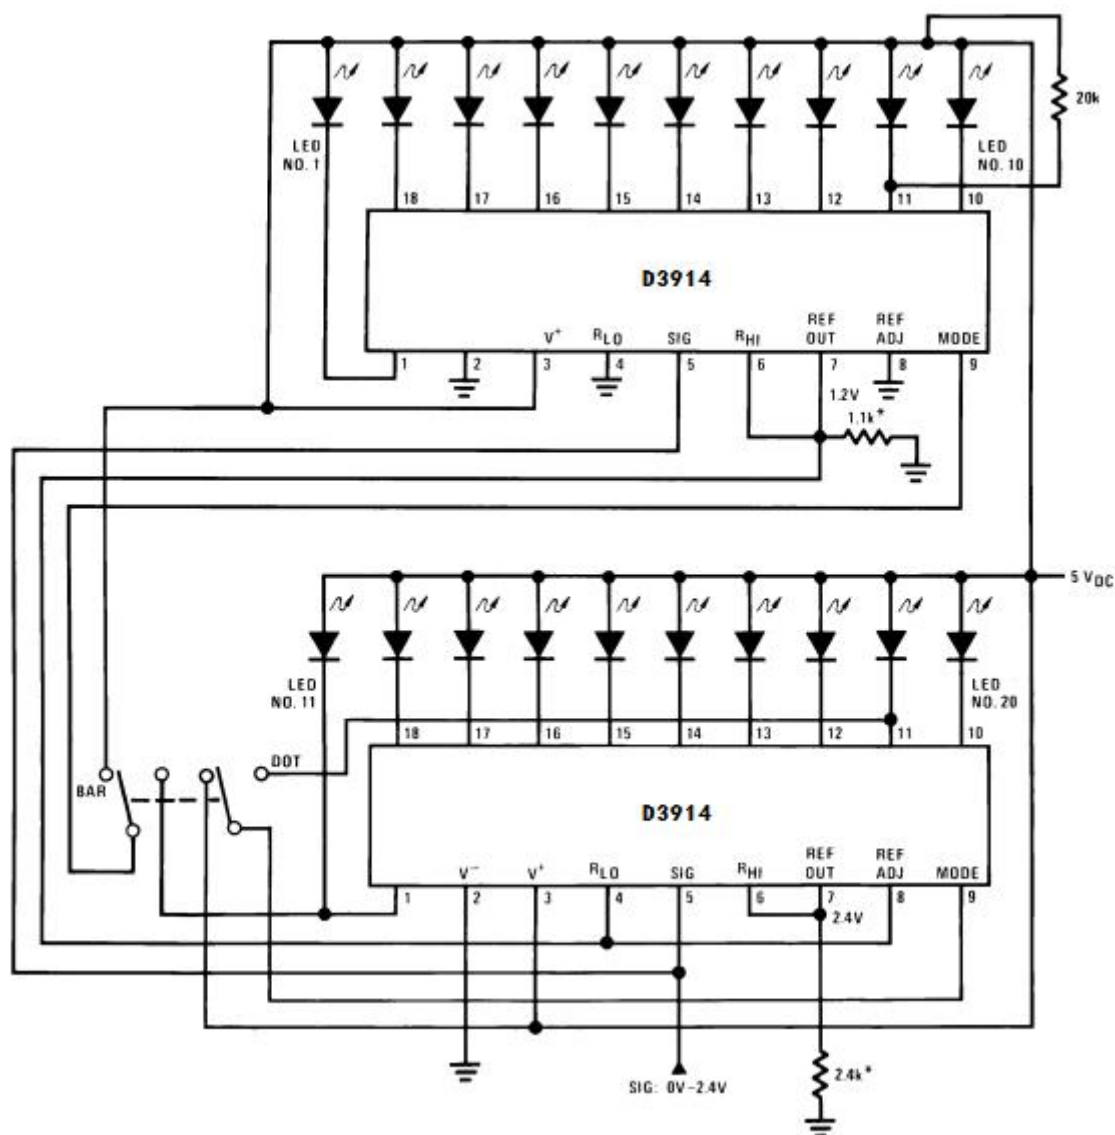 20k
LED
NO. 1
LED
NO. 10
18 17 16 15 14 13 12 11 10
D3914
V+ RLO SIG RHI REF OUT REF ADJ MODE
1 2 3 4 5 6 7 8 9
1.2V
1.1k*
5 VDC
LED
NO. 11
LED
NO. 20
18 17 16 15 14 13 12 11 10
DOT
BAR
D3914
V− V+ RLO SIG RHI REF OUT REF ADJ MODE
1 2 3 4 5 6 7 8 9
2.4V
2.4k*
SIG: 0V−2.4V